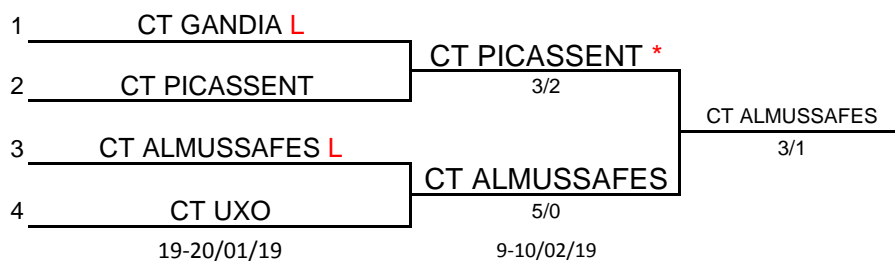 1 CT GANDIA L
CT PICASSENT *
2 CT PICASSENT
3/2
CT ALMUSSAFES
3 CT ALMUSSAFES L
3/1
CT ALMUSSAFES
4 CT UXO
5/0
19-20/01/19
9-10/02/19